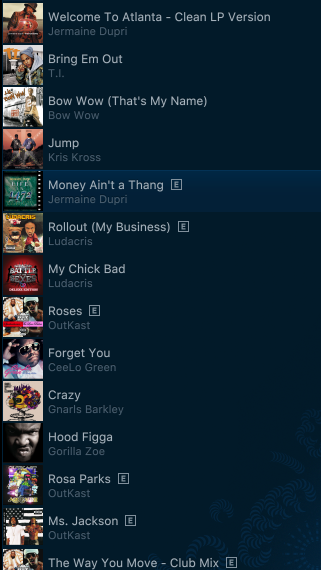 Welcome To Atlanta - Clean LP Version
Jermaine Dupri
Bring Em Out
T.I.
Bow Wow (That's My Name)
Bow Wow
Jump
Kris Kross
Money Ain't a Thang E
Jermaine Dupri
Rollout (My Business) E
Ludacris
My Chick Bad
Ludacris
Roses E
OutKast
Forget You
CeeLo Green
Crazy
Gnarls Barkley
Hood Figga
Gorilla Zoe
Rosa Parks E
OutKast
Ms. Jackson E
OutKast
The Way You Move - Club Mix E